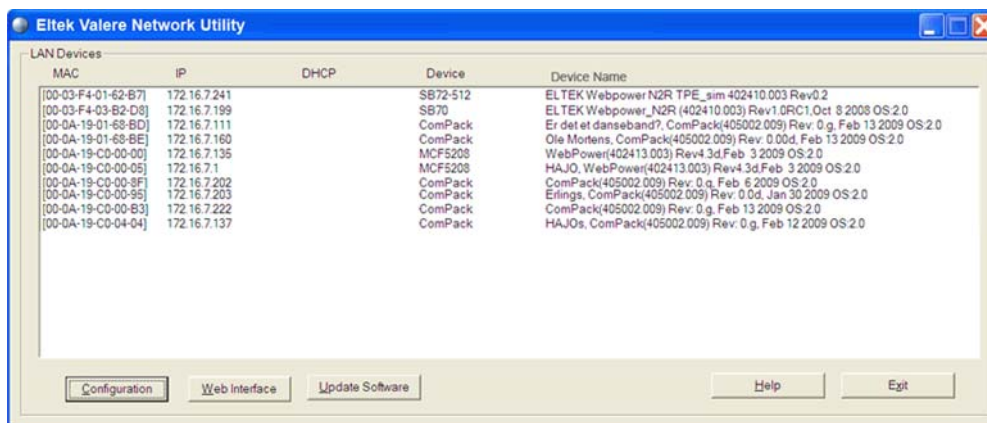 Eltek Valere Network Utility
LAN Devices
MAC IP DHCP Device Device Name
[00-03-F4-01-62-B7] 172.16.7.241 SB72-512 ELTEK Webpower N2R TPE_sim 402410.003 Rev0.2
[00-03-F4-03-B2-D8] 172.16.7.199 SB70 ELTEK Webpower_N2R (402410.003) Rev1.0RC1,Oct 8 2008 OS:2.0
[00-0A-19-01-68-BD] 172.16.7.111 ComPack Er det et danseband?, ComPack(405002.009) Rev: 0.g, Feb 13 2009 OS:2.0
[00-0A-19-01-68-BE] 172.16.7.160 ComPack Ole Mortens, ComPack(405002.009) Rev: 0.00d, Feb 13 2009 OS:2.0
[00-0A-19-C0-00-00] 172.16.7.135 MCF5208 WebPower(402413.003) Rev4.3d,Feb 3 2009 OS:2.0
[00-0A-19-C0-00-05] 172.16.7.1 MCF5208 HAJO, WebPower(402413.003) Rev4.3d,Feb 3 2009 OS:2.0
[00-0A-19-C0-00-8F] 172.16.7.202 ComPack ComPack(405002.009) Rev: 0.g, Feb 6 2009 OS:2.0
[00-0A-19-C0-00-95] 172.16.7.203 ComPack Erlings, ComPack(405002.009) Rev: 0.0d, Jan 30 2009 OS:2.0
[00-0A-19-C0-00-B3] 172.16.7.222 ComPack ComPack(405002.009) Rev: 0.g, Feb 13 2009 OS:2.0
[00-0A-19-C0-04-04] 172.16.7.137 ComPack HAJOs, ComPack(405002.009) Rev: 0.g, Feb 12 2009 OS:2.0
Configuration Web Interface Update Software Help Exit